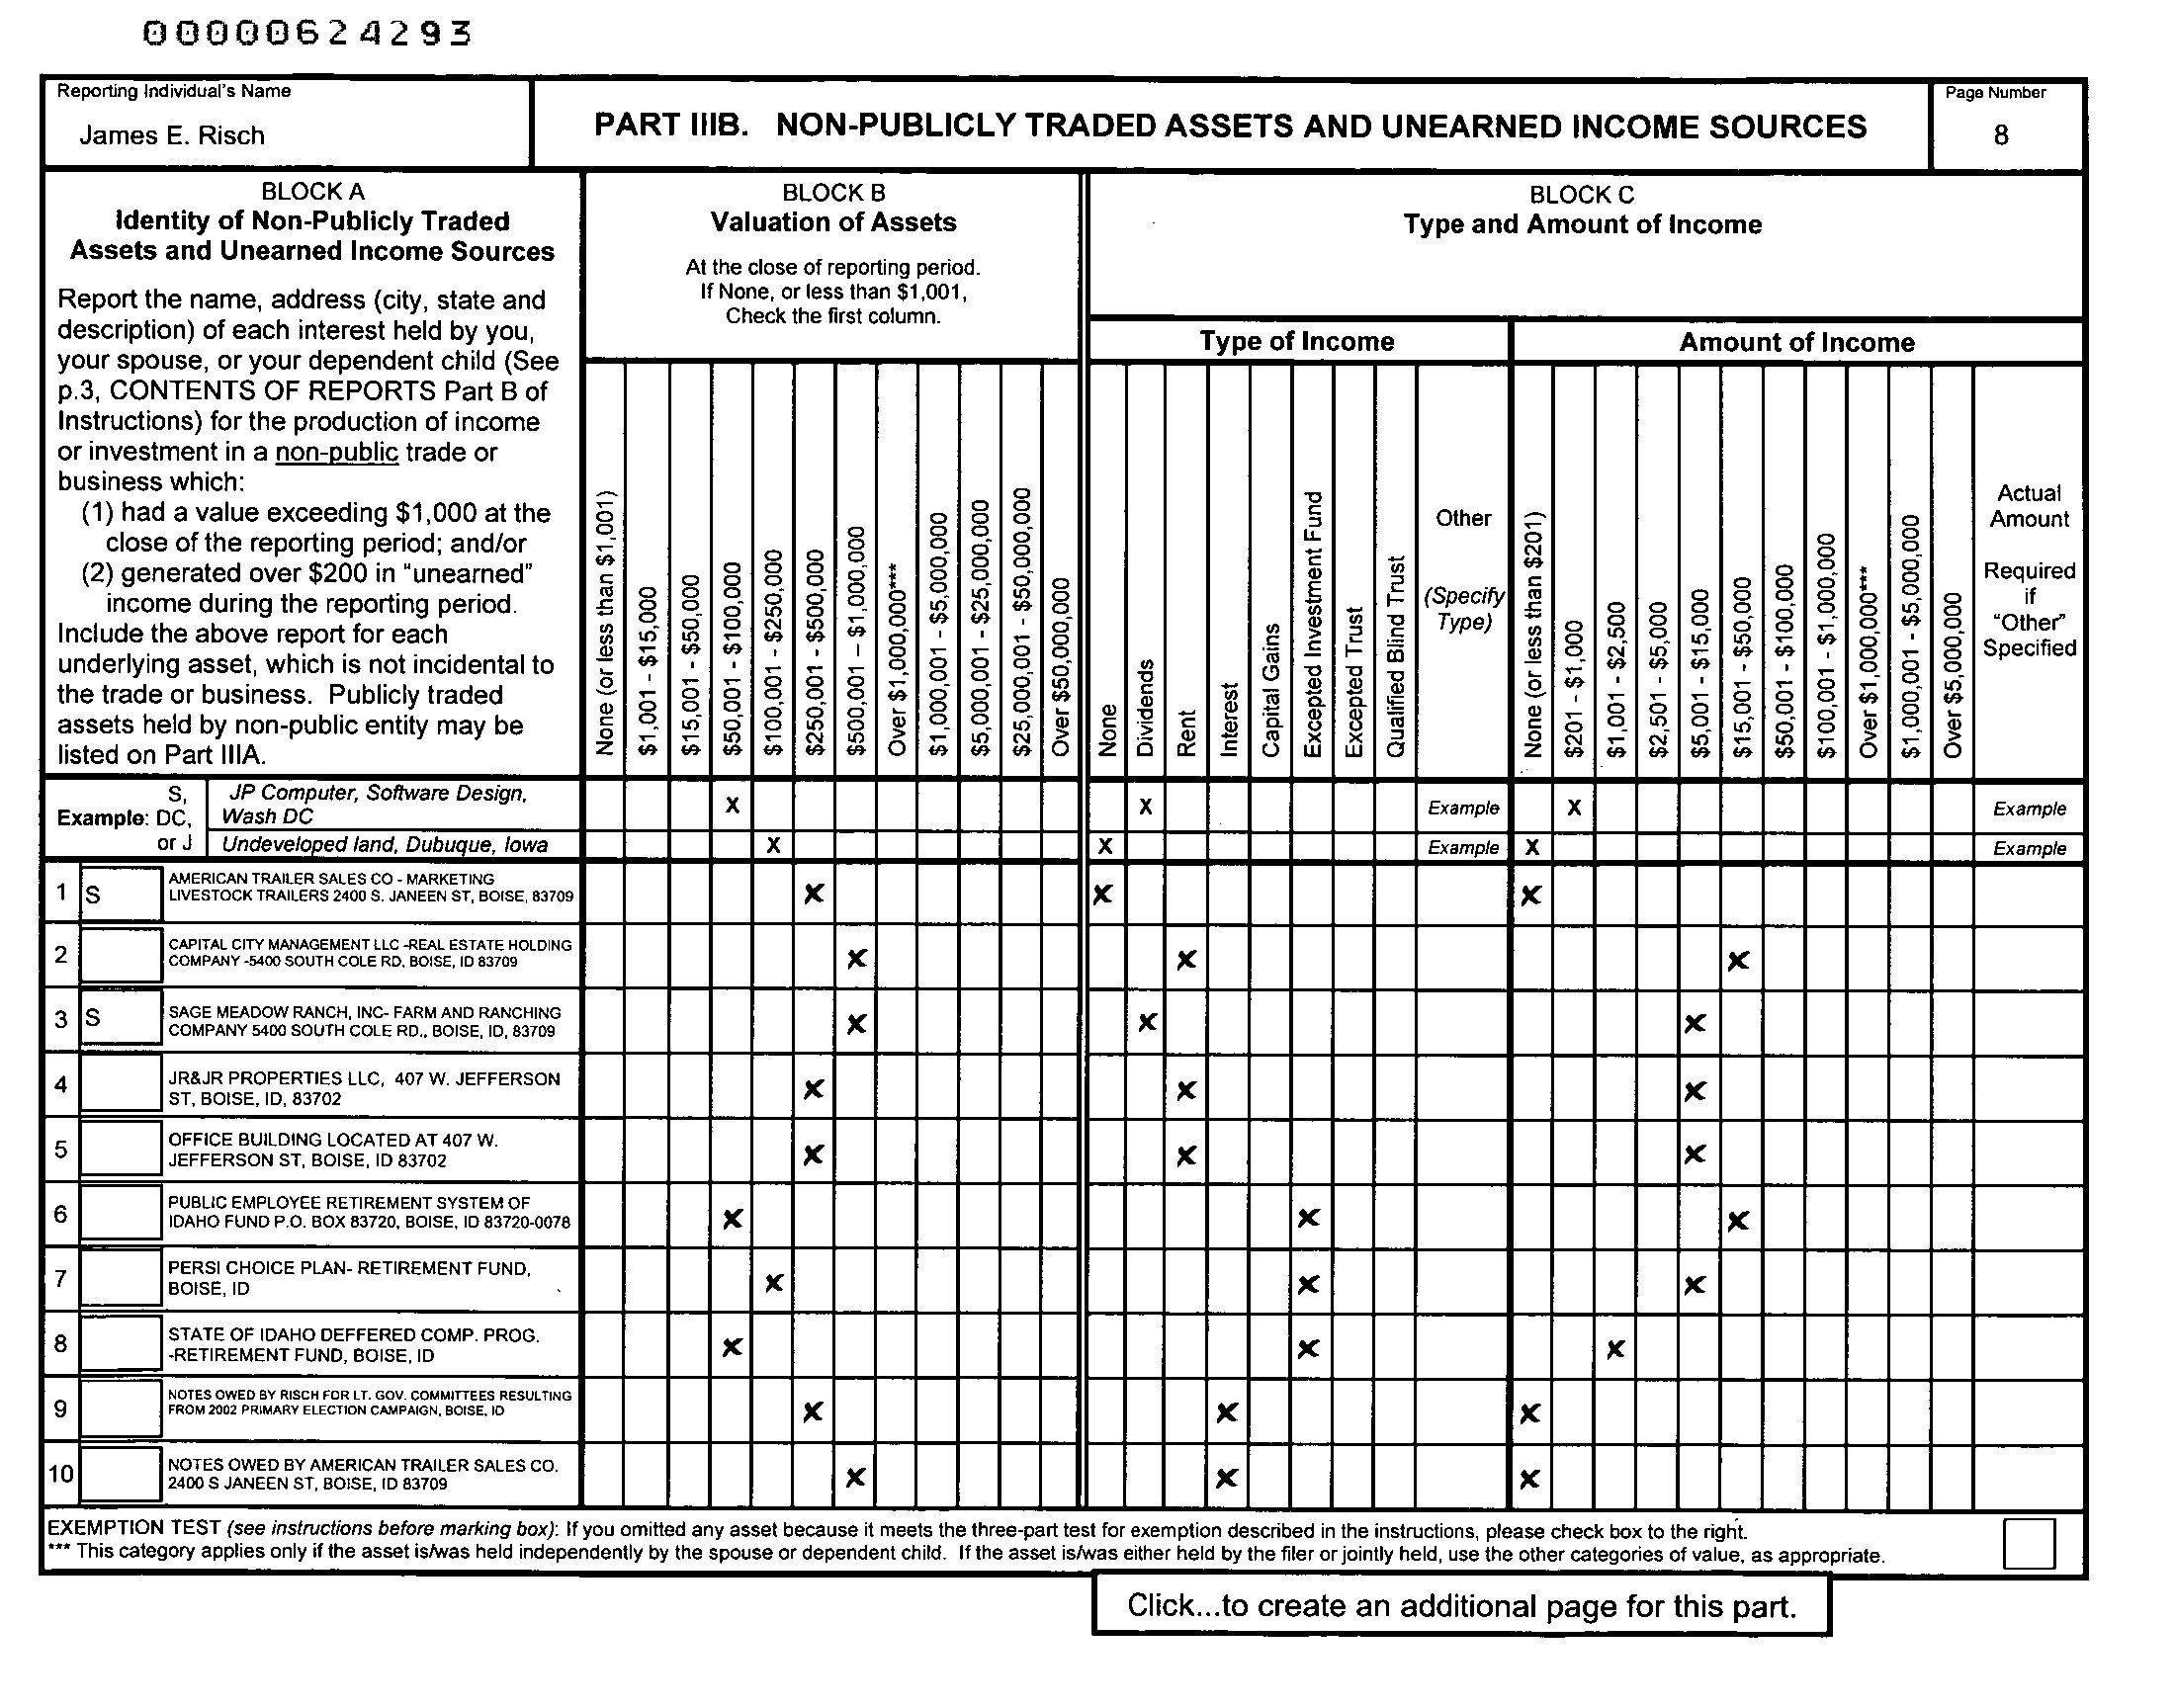 00000624293
Reporting Individual's Name
James E. Risch
PART IIIB. NON-PUBLICLY TRADED ASSETS AND UNEARNED INCOME SOURCES
Page Number
8
BLOCK A
Identity of Non-Publicly Traded
Assets and Unearned Income Sources
Report the name, address (city, state and
description) of each interest held by you,
your spouse, or your dependent child (See
p.3, CONTENTS OF REPORTS Part B of
Instructions) for the production of income
or investment in a non-public trade or
business which:
(1) had a value exceeding $1,000 at the
close of the reporting period; and/or
(2) generated over $200 in "unearned"
income during the reporting period.
Include the above report for each
underlying asset, which is not incidental to
the trade or business. Publicly traded
assets held by non-public entity may be
listed on Part IIIA.
BLOCK B
Valuation of Assets
At the close of reporting period.
If None, or less than $1,001,
Check the first column.
None (or less than $1,001)
$1,001 - $15,000
$15,001 - $50,000
$50,001 - $100,000
$100,001 - $250,000
$250,001 - $500,000
$500,001 – $1,000,000
Over $1,000,000***
$1,000,001 - $5,000,000
$5,000,001 - $25,000,000
$25,000,001 - $50,000,000
Over $50,000,000
BLOCK C
Type and Amount of Income
Type of Income
None
Dividends
Rent
Interest
Capital Gains
Excepted Investment Fund
Excepted Trust
Qualified Blind Trust
Other
(Specify
Type)
Amount of Income
None (or less than $201)
$201 - $1,000
$1,001 - $2,500
$2,501 - $5,000
$5,001 - $15,000
$15,001 - $50,000
$50,001 - $100,000
$100,001 - $1,000,000
Over $1,000,000***
$1,000,001 - $5,000,000
Over $5,000,000
Actual
Amount
Required
if
"Other"
Specified
S,
Example: DC,
or J
JP Computer, Software Design,
Wash DC
X X Example X Example
Undeveloped land, Dubuque, Iowa X X Example X Example
1 S AMERICAN TRAILER SALES CO - MARKETING
LIVESTOCK TRAILERS 2400 S. JANEEN ST, BOISE, 83709
X X X
2 CAPITAL CITY MANAGEMENT LLC -REAL ESTATE HOLDING
COMPANY -5400 SOUTH COLE RD, BOISE, ID 83709
X X X
3 S SAGE MEADOW RANCH, INC- FARM AND RANCHING
COMPANY 5400 SOUTH COLE RD., BOISE, ID, 83709
X X X
4 JR&JR PROPERTIES LLC, 407 W. JEFFERSON
ST, BOISE, ID, 83702
X X X
5 OFFICE BUILDING LOCATED AT 407 W.
JEFFERSON ST, BOISE, ID 83702
X X X
6 PUBLIC EMPLOYEE RETIREMENT SYSTEM OF
IDAHO FUND P.O. BOX 83720, BOISE, ID 83720-0078
X X X
7 PERSI CHOICE PLAN- RETIREMENT FUND,
BOISE, ID
X X X
8 STATE OF IDAHO DEFFERED COMP. PROG.
-RETIREMENT FUND, BOISE, ID
X X X
9 NOTES OWED BY RISCH FOR LT. GOV. COMMITTEES RESULTING
FROM 2002 PRIMARY ELECTION CAMPAIGN, BOISE, ID
X X X
10 NOTES OWED BY AMERICAN TRAILER SALES CO.
2400 S JANEEN ST, BOISE, ID 83709
X X X
EXEMPTION TEST (see instructions before marking box): If you omitted any asset because it meets the three-part test for exemption described in the instructions, please check box to the right.
*** This category applies only if the asset is/was held independently by the spouse or dependent child. If the asset is/was either held by the filer or jointly held, use the other categories of value, as appropriate.
Click...to create an additional page for this part.